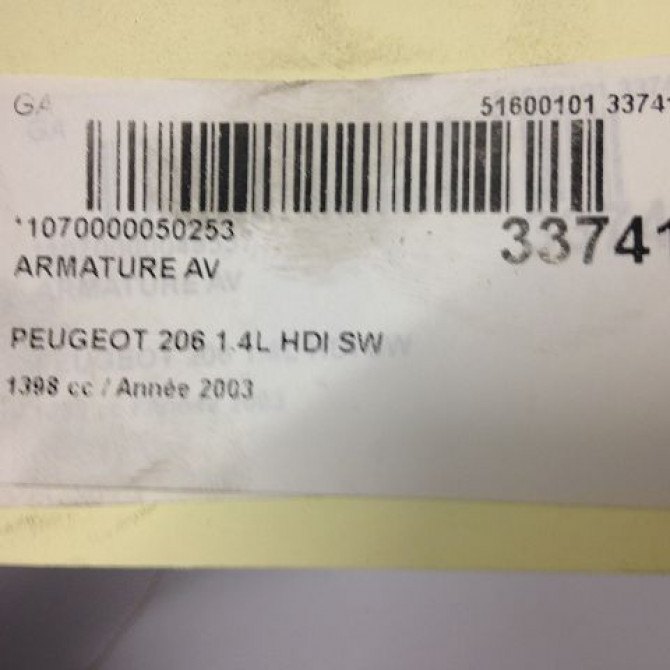 GA 51600101 33741
*1070000050253 33741
ARMATURE AV
PEUGEOT 206 1.4L HDI SW
1398 cc / Année 2003